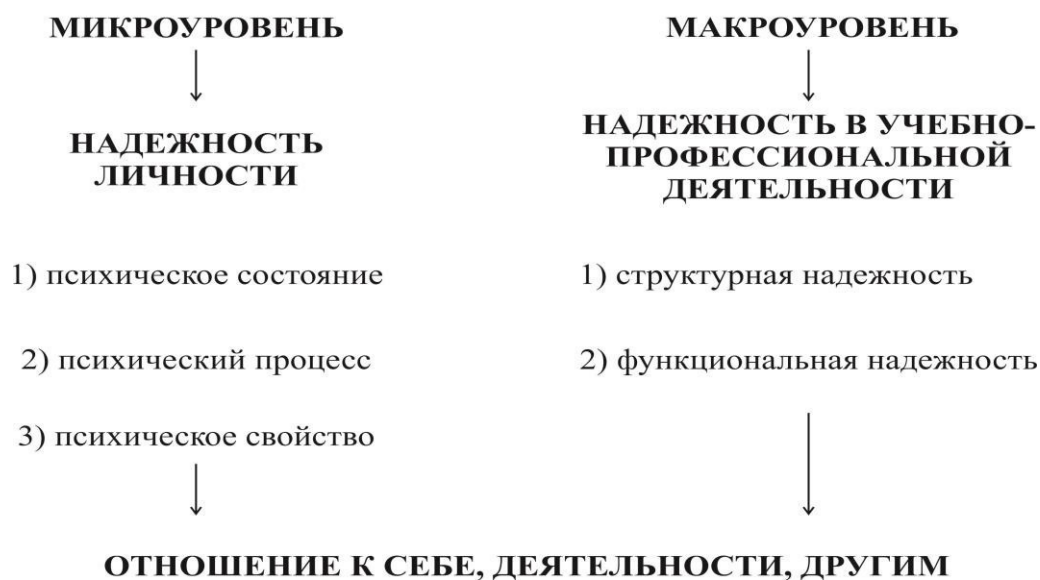 МИКРОУРОВЕНЬ
НАДЕЖНОСТЬ
ЛИЧНОСТИ
1) психическое состояние
2) психический процесс
3) психическое свойство
МАКРОУРОВЕНЬ
НАДЕЖНОСТЬ В УЧЕБНО-
ПРОФЕССИОНАЛЬНОЙ
ДЕЯТЕЛЬНОСТИ
1) структурная надежность
2) функциональная надежность
ОТНОШЕНИЕ К СЕБЕ, ДЕЯТЕЛЬНОСТИ, ДРУГИМ